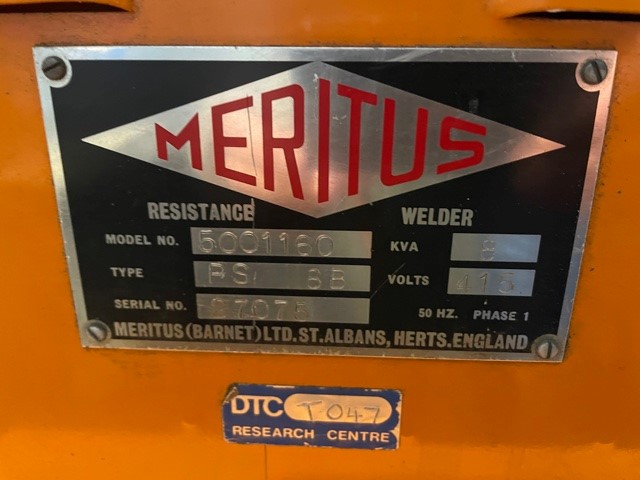 MERITUS
RESISTANCE WELDER
MODEL NO. 5001160 KVA
TYPE PS VOLTS 415
SERIAL NO. 50 HZ. PHASE 1
MERITUS (BARNET) LTD. ST. ALBANS, HERTS. ENGLAND
DTC T047
RESEARCH CENTRE